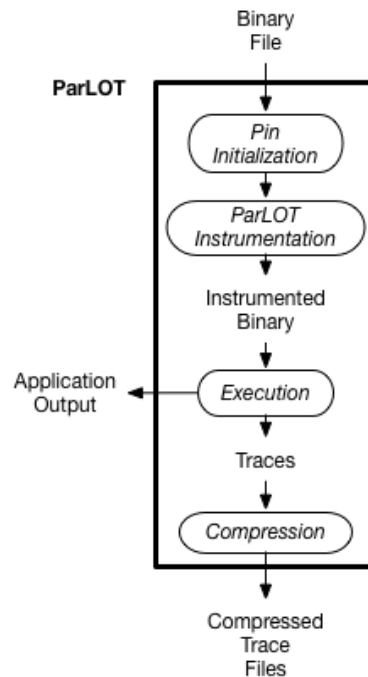 Binary
File
ParLOT
Pin
Initialization
ParLOT
Instrumentation
Instrumented
Binary
Application
Output
Execution
Traces
Compression
Compressed
Trace
Files